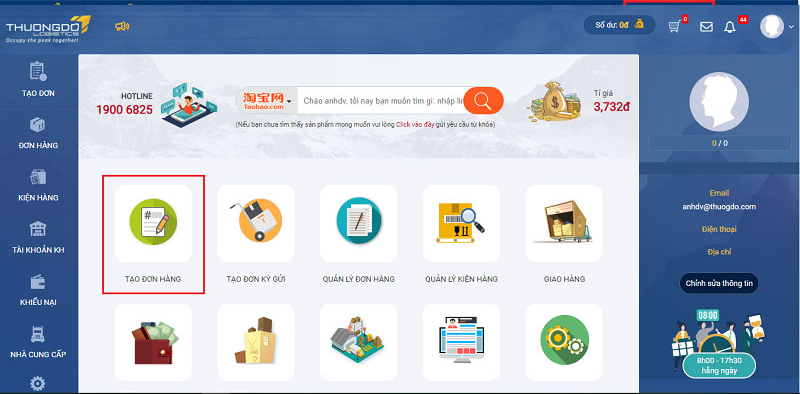 THUONGDO
LOGISTICS
Occupy the peak together!
Số dư: 0đ
0
44
TẠO ĐƠN
ĐƠN HÀNG
KIỆN HÀNG
TÀI KHOẢN KH
KHIẾU NẠI
NHÀ CUNG CẤP
HOTLINE
1900 6825
淘宝网
Taobao.com
Chào anhdv, tôi nay bạn muốn tìm gì: nhập lin
(Nếu bạn chưa tìm thấy sản phẩm mong muốn vui lòng Click vào đây gửi yêu cầu từ khóa)
Tỉ giá
3,732đ
TẠO ĐƠN HÀNG
TẠO ĐƠN KÝ GỬI
QUẢN LÝ ĐƠN HÀNG
QUẢN LÝ KIỆN HÀNG
GIAO HÀNG
0 / 0
Email
anhdv@thuogdo.com
Điện thoại
Địa chỉ
Chỉnh sửa thông tin
08:00
8h00 - 17h30
hằng ngày